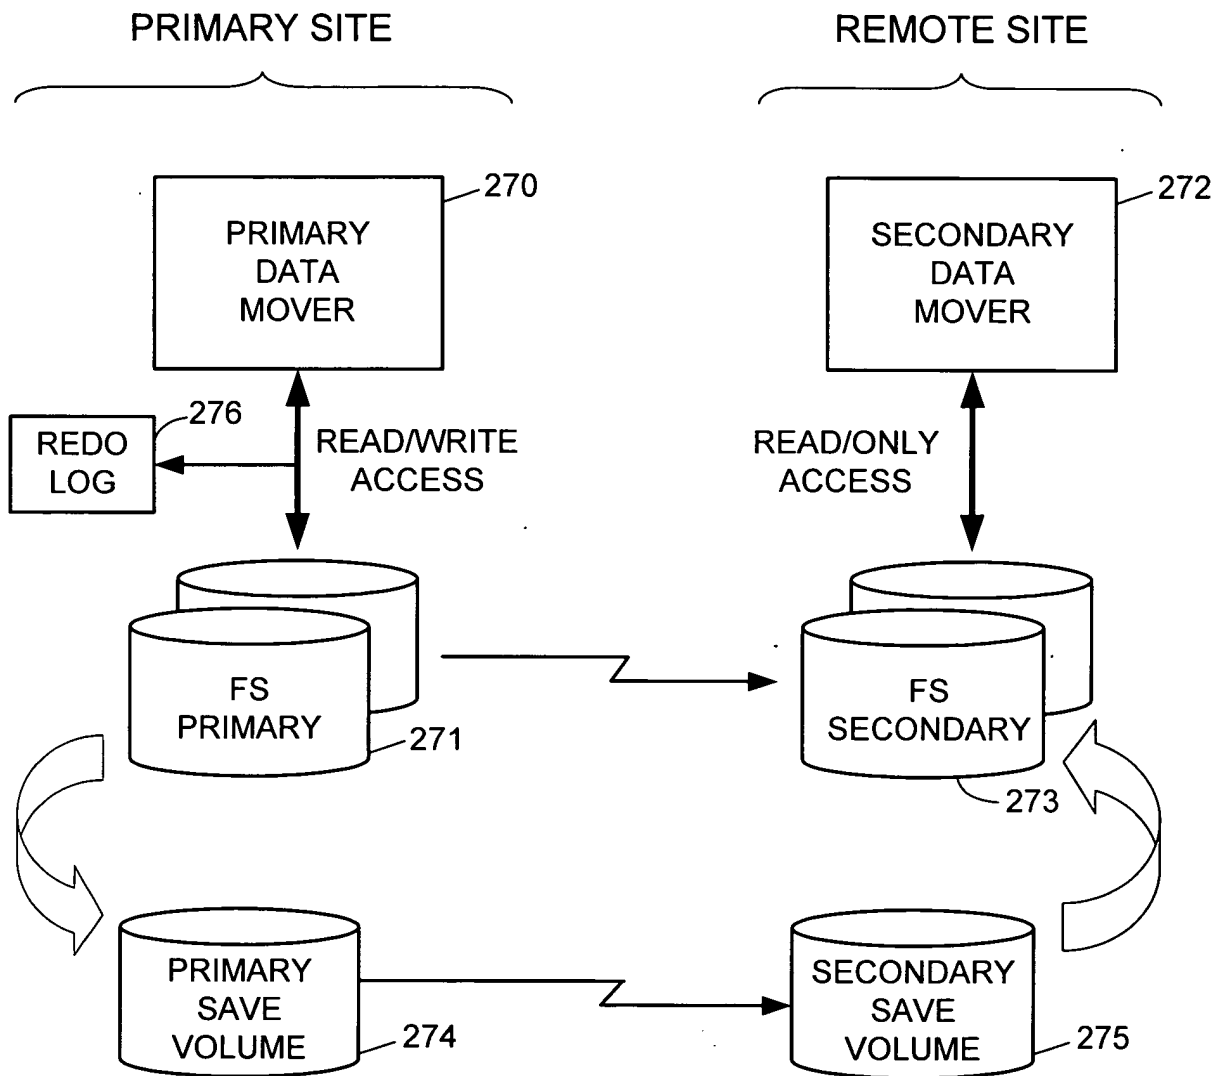 PRIMARY SITE
REMOTE SITE
270
PRIMARY
DATA
MOVER
272
SECONDARY
DATA
MOVER
276
REDO
LOG
READ/WRITE
ACCESS
READ/ONLY
ACCESS
FS
PRIMARY
271
FS
SECONDARY
273
PRIMARY
SAVE
VOLUME
274
SECONDARY
SAVE
VOLUME
275